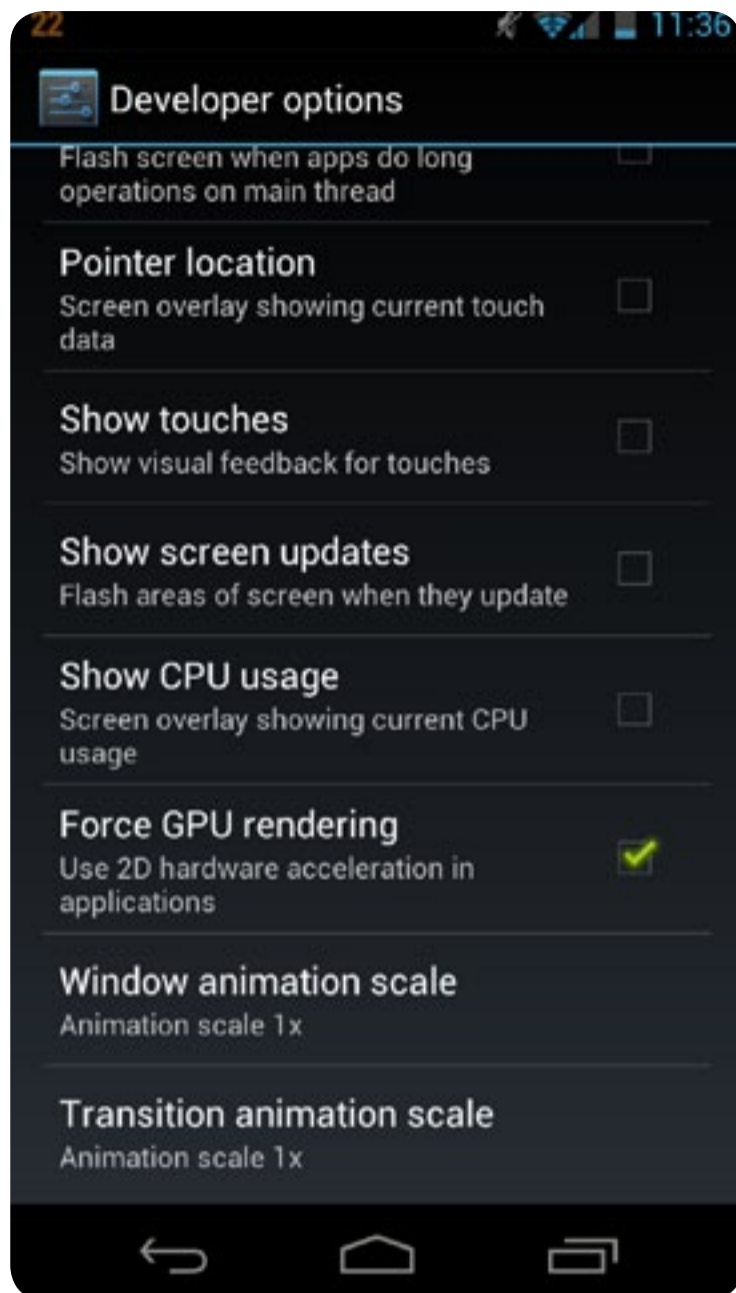 22 11:36
Developer options
Flash screen when apps do long
operations on main thread
Pointer location
Screen overlay showing current touch
data
Show touches
Show visual feedback for touches
Show screen updates
Flash areas of screen when they update
Show CPU usage
Screen overlay showing current CPU
usage
Force GPU rendering
Use 2D hardware acceleration in
applications
Window animation scale
Animation scale 1x
Transition animation scale
Animation scale 1x